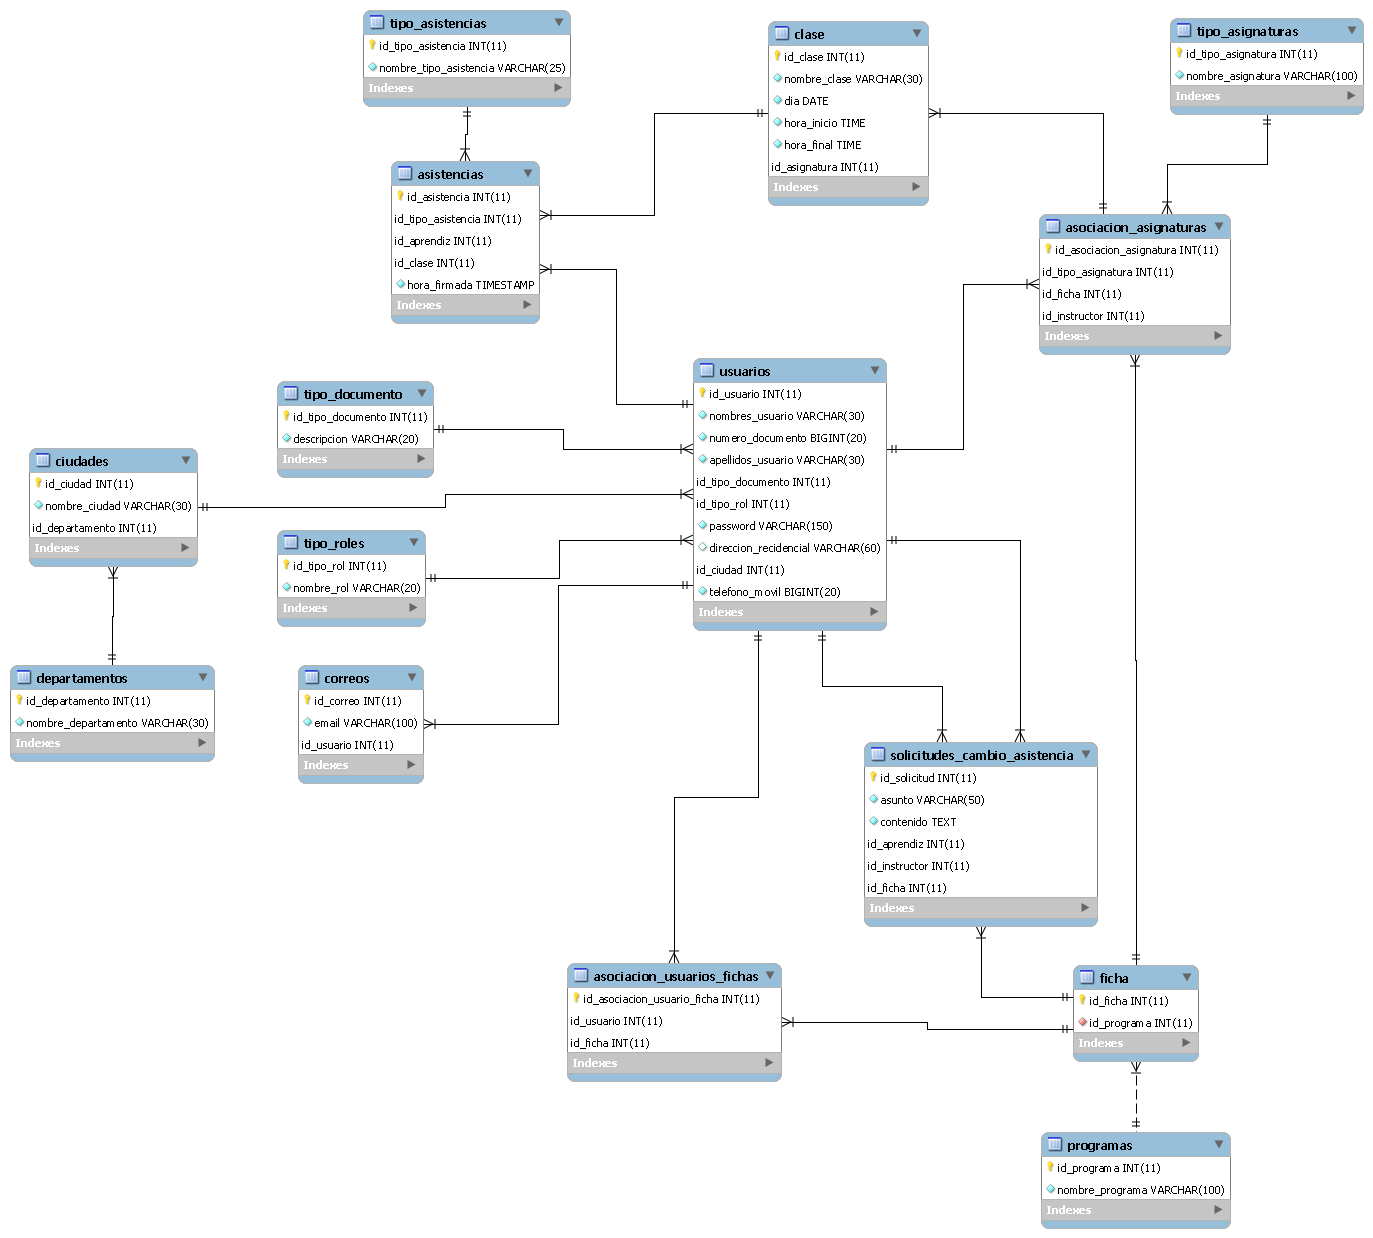 tipo_asistencias
id_tipo_asistencia INT(11)
nombre_tipo_asistencia VARCHAR(25)
Indexes
clase
id_clase INT(11)
nombre_clase VARCHAR(30)
dia DATE
hora_inicio TIME
hora_final TIME
id_asignatura INT(11)
Indexes
tipo_asignaturas
id_tipo_asignatura INT(11)
nombre_asignatura VARCHAR(100)
Indexes
asistencias
id_asistencia INT(11)
id_tipo_asistencia INT(11)
id_aprendiz INT(11)
id_clase INT(11)
hora_firmada TIMESTAMP
Indexes
asociacion_asignaturas
id_asociacion_asignatura INT(11)
id_tipo_asignatura INT(11)
id_ficha INT(11)
id_instructor INT(11)
Indexes
usuarios
id_usuario INT(11)
nombres_usuario VARCHAR(30)
numero_documento BIGINT(20)
apellidos_usuario VARCHAR(30)
id_tipo_documento INT(11)
id_tipo_rol INT(11)
password VARCHAR(150)
direccion_recidencial VARCHAR(60)
id_ciudad INT(11)
telefono_movil BIGINT(20)
Indexes
tipo_documento
id_tipo_documento INT(11)
descripcion VARCHAR(20)
Indexes
ciudades
id_ciudad INT(11)
nombre_ciudad VARCHAR(30)
id_departamento INT(11)
Indexes
tipo_roles
id_tipo_rol INT(11)
nombre_rol VARCHAR(20)
Indexes
departamentos
id_departamento INT(11)
nombre_departamento VARCHAR(30)
Indexes
correos
id_correo INT(11)
email VARCHAR(100)
id_usuario INT(11)
Indexes
solicitudes_cambio_asistencia
id_solicitud INT(11)
asunto VARCHAR(50)
contenido TEXT
id_aprendiz INT(11)
id_instructor INT(11)
id_ficha INT(11)
Indexes
asociacion_usuarios_fichas
id_asociacion_usuario_ficha INT(11)
id_usuario INT(11)
id_ficha INT(11)
Indexes
ficha
id_ficha INT(11)
id_programa INT(11)
Indexes
programas
id_programa INT(11)
nombre_programa VARCHAR(100)
Indexes